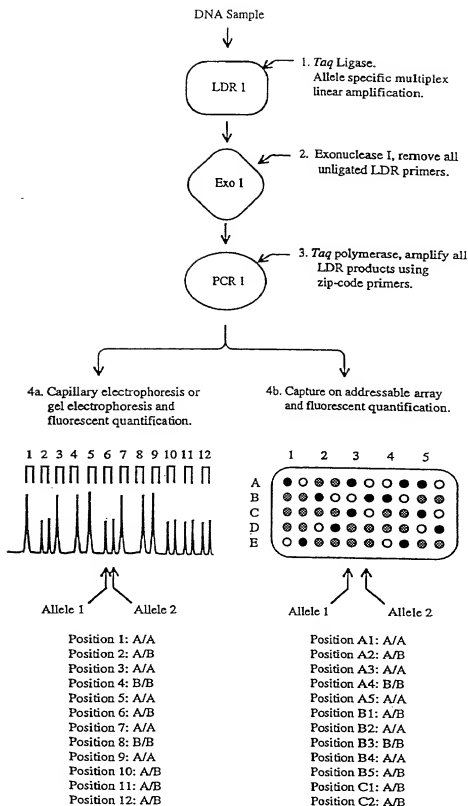 DNA Sample
LDR 1
1. Taq Ligase.
Allele specific multiplex
linear amplification.
Exo 1
2. Exonuclease I, remove all
unligated LDR primers.
PCR 1
3. Taq polymerase, amplify all
LDR products using
zip-code primers.
4a. Capillary electrophoresis or
gel electrophoresis and
fluorescent quantification.
1 2 3 4 5 6 7 8 9 10 11 12
Allele 1
Allele 2
Position 1: A/A
Position 2: A/B
Position 3: A/A
Position 4: B/B
Position 5: A/A
Position 6: A/B
Position 7: A/A
Position 8: B/B
Position 9: A/A
Position 10: A/B
Position 11: A/B
Position 12: A/B
4b. Capture on addressable array
and fluorescent quantification.
1 2 3 4 5
A
B
C
D
E
Allele 1
Allele 2
Position A1: A/A
Position A2: A/B
Position A3: A/A
Position A4: B/B
Position A5: A/A
Position B1: A/B
Position B2: A/A
Position B3: B/B
Position B4: A/A
Position B5: A/B
Position C1: A/B
Position C2: A/B